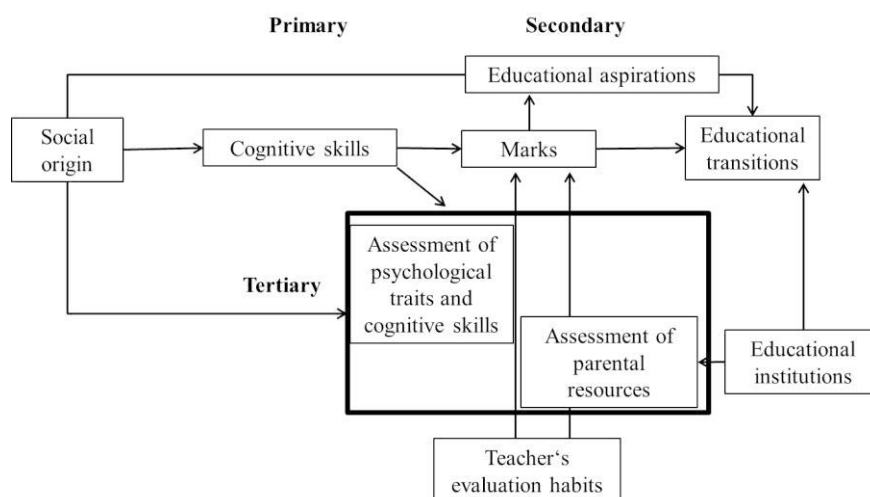 Primary
Secondary
Educational aspirations
Social
origin
Cognitive skills
Marks
Educational
transitions
Tertiary
Assessment of
psychological
traits and
cognitive skills
Assessment of
parental
resources
Educational
institutions
Teacher‘s
evaluation habits